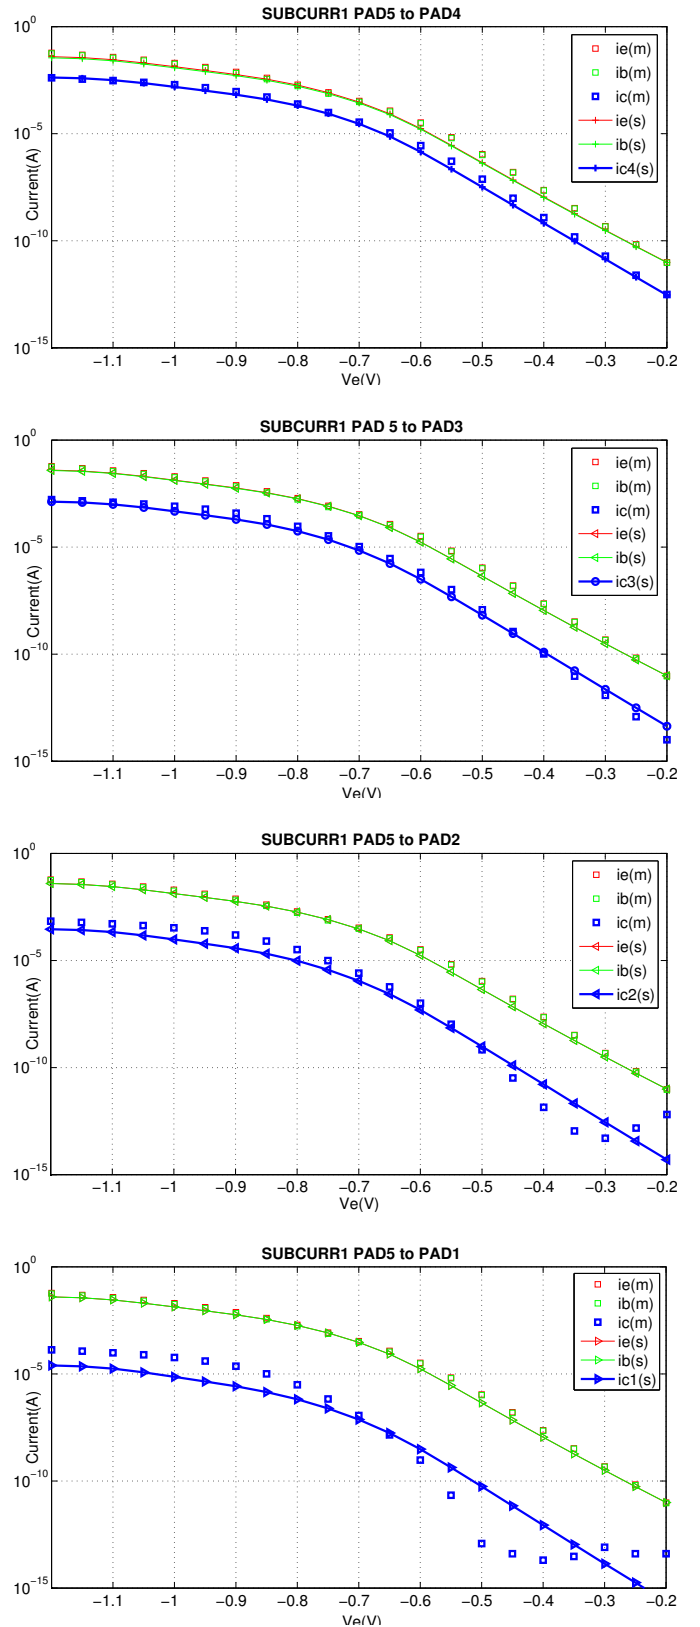 SUBCURR1 PAD5 to PAD4
10^0
10^-5
10^-10
10^-15
Current(A)
ie(m)
ib(m)
ic(m)
ie(s)
ib(s)
ic4(s)
−1.1 −1 −0.9 −0.8 −0.7 −0.6 −0.5 −0.4 −0.3 −0.2
Ve(V)
SUBCURR1 PAD 5 to PAD3
10^0
10^-5
10^-10
10^-15
Current(A)
ie(m)
ib(m)
ic(m)
ie(s)
ib(s)
ic3(s)
−1.1 −1 −0.9 −0.8 −0.7 −0.6 −0.5 −0.4 −0.3 −0.2
Ve(V)
SUBCURR1 PAD5 to PAD2
10^0
10^-5
10^-10
10^-15
Current(A)
ie(m)
ib(m)
ic(m)
ie(s)
ib(s)
ic2(s)
−1.1 −1 −0.9 −0.8 −0.7 −0.6 −0.5 −0.4 −0.3 −0.2
Ve(V)
SUBCURR1 PAD5 to PAD1
10^0
10^-5
10^-10
10^-15
Current(A)
ie(m)
ib(m)
ic(m)
ie(s)
ib(s)
ic1(s)
−1.1 −1 −0.9 −0.8 −0.7 −0.6 −0.5 −0.4 −0.3 −0.2
Ve(V)